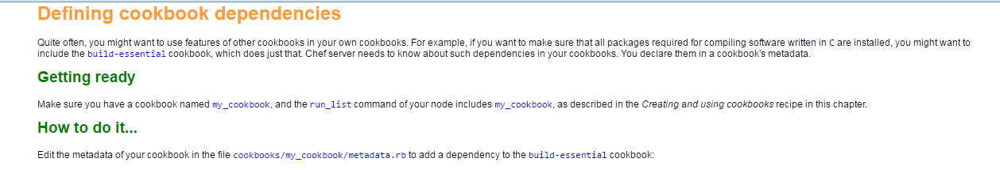 Defining cookbook dependencies
Quite often, you might want to use features of other cookbooks in your own cookbooks. For example, if you want to make sure that all packages required for compiling software written in C are installed, you might want to
include the build-essential cookbook, which does just that. Chef server needs to know about such dependencies in your cookbooks. You declare them in a cookbook's metadata.
Getting ready
Make sure you have a cookbook named my_cookbook, and the run_list command of your node includes my_cookbook, as described in the Creating and using cookbooks recipe in this chapter.
How to do it...
Edit the metadata of your cookbook in the file cookbooks/my_cookbook/metadata.rb to add a dependency to the build-essential cookbook: